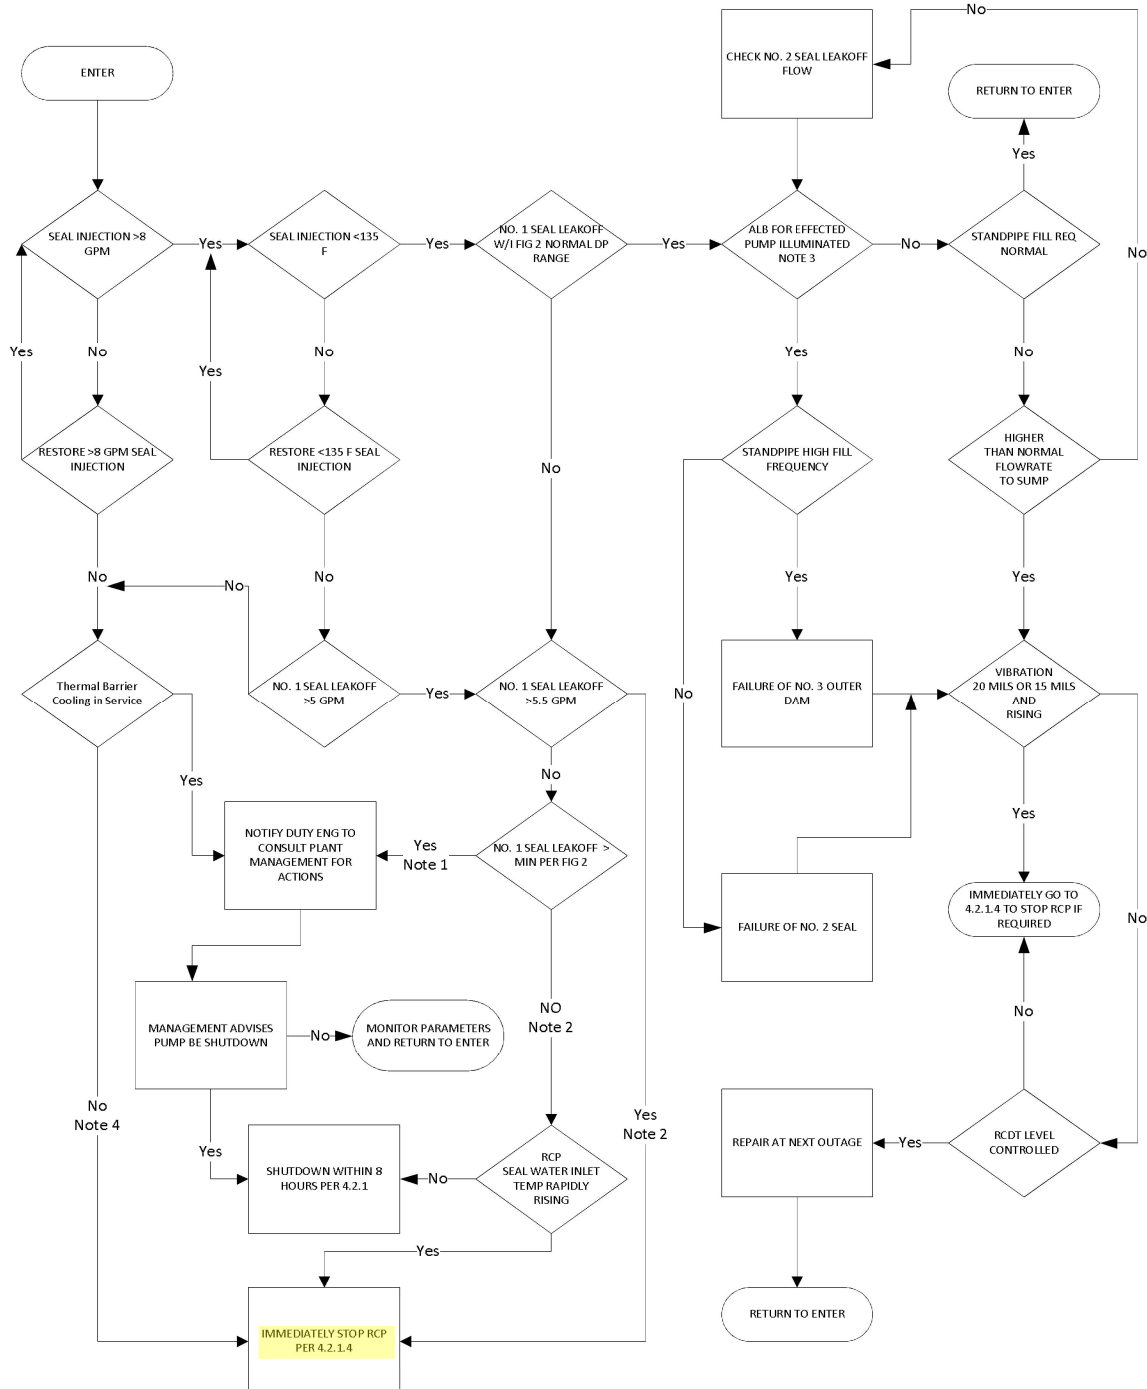 ENTER
CHECK NO. 2 SEAL LEAKOFF
FLOW
No
RETURN TO ENTER
Yes
SEAL INJECTION >8
GPM
Yes
SEAL INJECTION <135
F
Yes
NO. 1 SEAL LEAKOFF
W/I FIG 2 NORMAL DP
RANGE
Yes
ALB FOR EFFECTED
PUMP ILLUMINATED
NOTE 3
No
STANDPIPE FILL REQ
NORMAL
No
Yes
No
Yes
No
Yes
No
RESTORE >8 GPM SEAL
INJECTION
RESTORE <135 F SEAL
INJECTION
No
STANDPIPE HIGH FILL
FREQUENCY
HIGHER
THAN NORMAL
FLOWRATE
TO SUMP
No
No
No
Yes
Yes
Thermal Barrier
Cooling in Service
NO. 1 SEAL LEAKOFF
>5 GPM
Yes
NO. 1 SEAL LEAKOFF
>5.5 GPM
No
FAILURE OF NO. 3 OUTER
DAM
VIBRATION
20 MILS OR 15 MILS
AND
RISING
Yes
No
Yes
NOTIFY DUTY ENG TO
CONSULT PLANT
MANAGEMENT FOR
ACTIONS
Yes
Note 1
NO. 1 SEAL LEAKOFF >
MIN PER FIG 2
FAILURE OF NO. 2 SEAL
IMMEDIATELY GO TO
4.2.1.4 TO STOP RCP IF
REQUIRED
No
MANAGEMENT ADVISES
PUMP BE SHUTDOWN
No
MONITOR PARAMETERS
AND RETURN TO ENTER
NO
Note 2
No
No
Note 4
Yes
Yes
Note 2
SHUTDOWN WITHIN 8
HOURS PER 4.2.1
No
RCP
SEAL WATER INLET
TEMP RAPIDLY
RISING
REPAIR AT NEXT OUTAGE
Yes
RCDT LEVEL
CONTROLLED
Yes
IMMEDIATELY STOP RCP
PER 4.2.1.4
RETURN TO ENTER